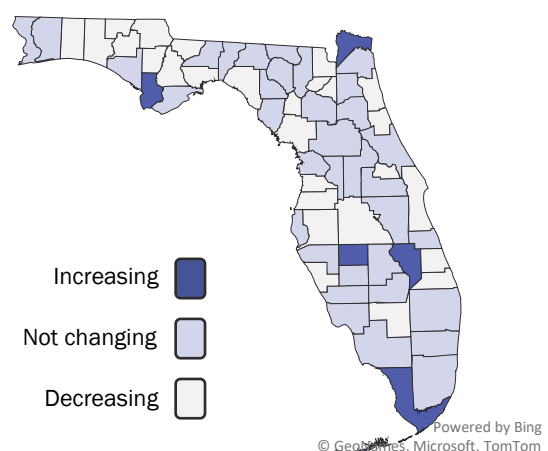 Increasing
Not changing
Decreasing
Powered by Bing
© GeoNames, Microsoft, TomTom